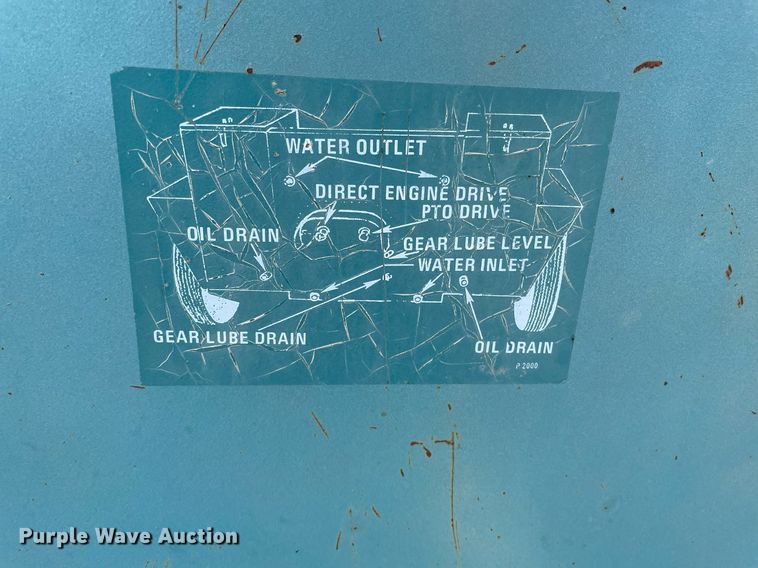 WATER OUTLET
DIRECT ENGINE DRIVE
PTO DRIVE
OIL DRAIN
GEAR LUBE LEVEL
WATER INLET
GEAR LUBE DRAIN
OIL DRAIN
P 2000
Purple Wave Auction